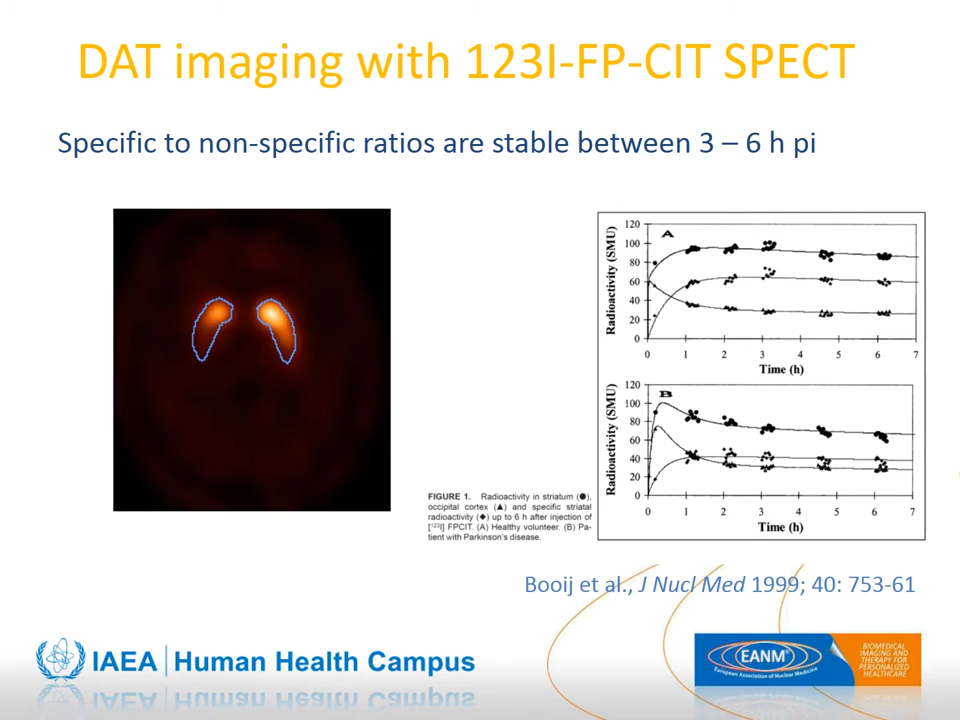 DAT imaging with 123I-FP-CIT SPECT
Specific to non-specific ratios are stable between 3 – 6 h pi
A
Radioactivity (SMU)
120
100
80
60
40
20
0
0 1 2 3 4 5 6 7
Time (h)
B
Radioactivity (SMU)
120
100
80
60
40
20
0
0 1 2 3 4 5 6 7
Time (h)
FIGURE 1. Radioactivity in striatum (●),
occipital cortex (▲) and specific striatal
radioactivity (◆) up to 6 h after injection of
[¹²³I] FPCIT. (A) Healthy volunteer. (B) Pa-
tient with Parkinson's disease.
Booij et al., J Nucl Med 1999; 40: 753-61
IAEA | Human Health Campus
EANM
European Association of Nuclear Medicine
BIOMEDICAL
IMAGING AND
THERAPY FOR
PERSONALIZED
HEALTHCARE